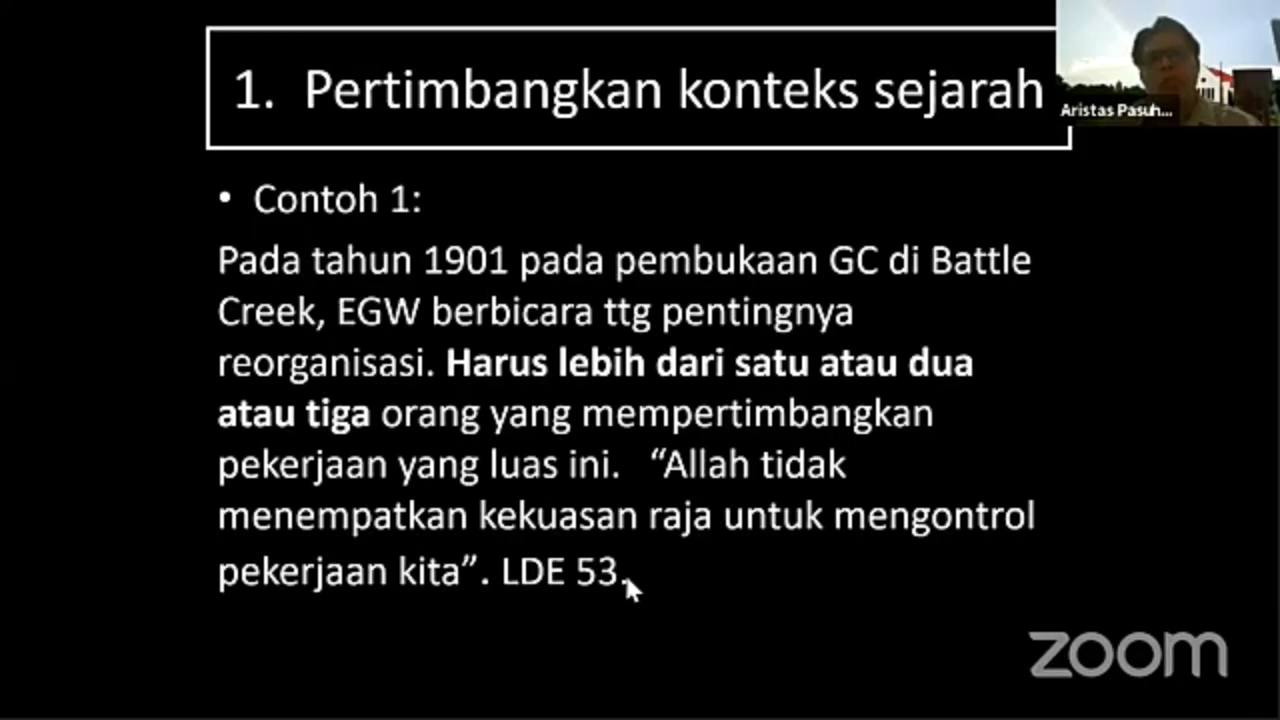 1. Pertimbangkan konteks sejarah
Aristas Pasuh...
• Contoh 1:
Pada tahun 1901 pada pembukaan GC di Battle
Creek, EGW berbicara ttg pentingnya
reorganisasi. Harus lebih dari satu atau dua
atau tiga orang yang mempertimbangkan
pekerjaan yang luas ini. “Allah tidak
menempatkan kekuasan raja untuk mengontrol
pekerjaan kita”. LDE 53.
zoom